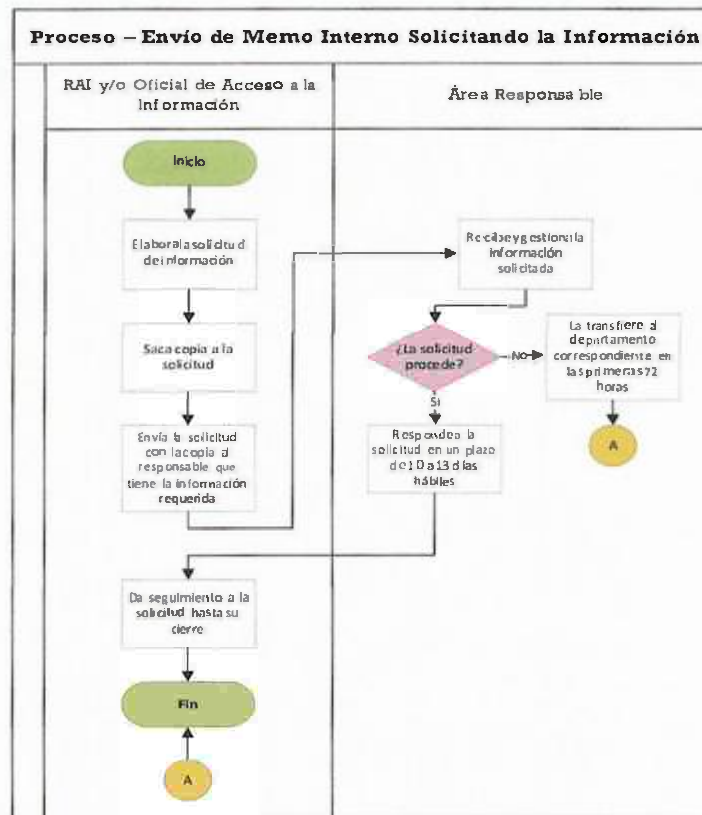 Proceso – Envío de Memo Interno Solicitando la Información
RAI y/o Oficial de Acceso a la
Información
Área Responsable
Inicio
Elabora la solicitud
de información
Saca copia a la
solicitud
Envía la solicitud
con la copia al
responsable que
tiene la información
requerida
Recibe y gestiona la
información
solicitada
¿La solicitud
procede?
No
La transfiere al
departamento
correspondiente en
las primeras 72
horas
A
Si
Responde a la
solicitud en un plazo
de 10 a 13 días
hábiles
Da seguimiento a la
solicitud hasta su
cierre
Fin
A